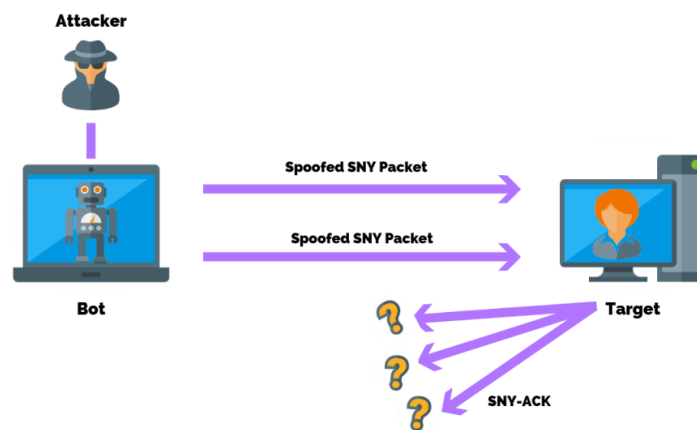 Attacker
Spoofed SNY Packet
Spoofed SNY Packet
Bot
Target
SNY-ACK